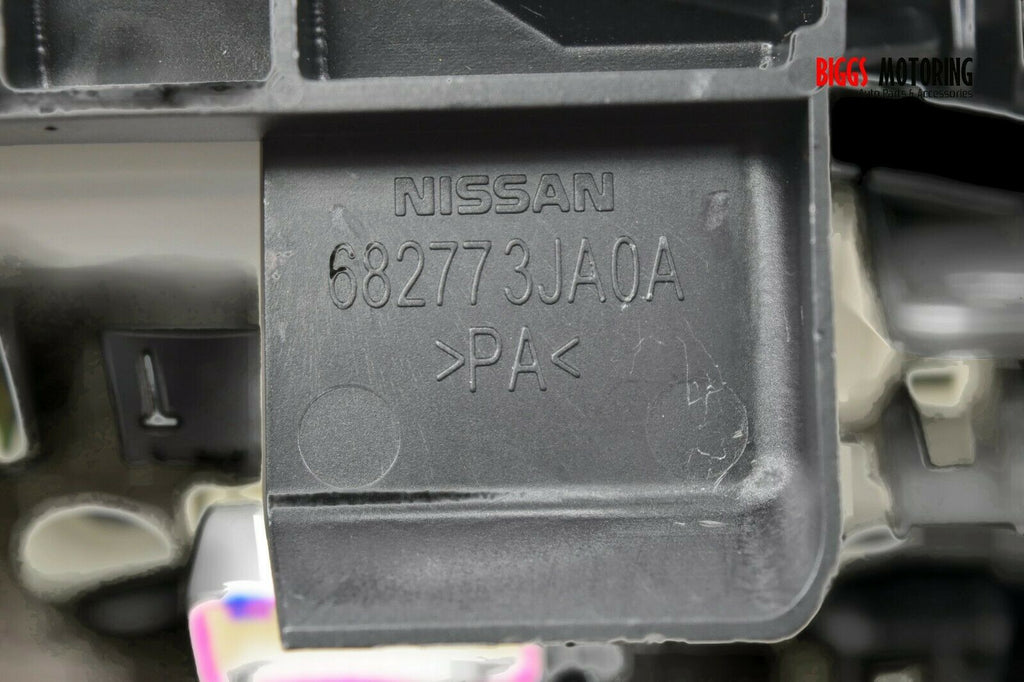 BIGGS MOTORING
Auto Parts & Accessories
NISSAN
682773JA0A
>PA<